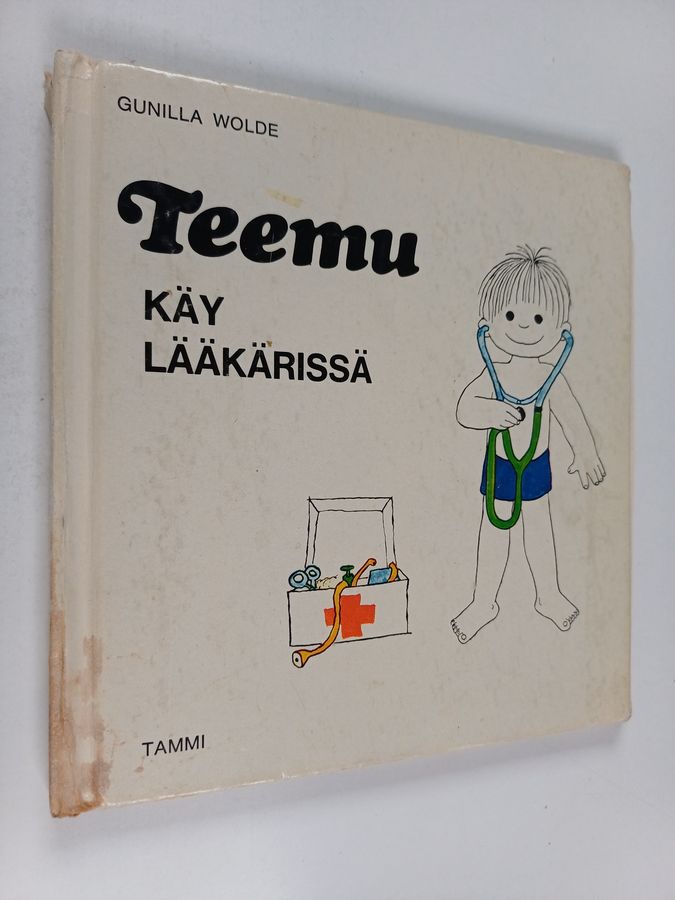 GUNILLA WOLDE
Teemu
KÄY
LÄÄKÄRISSÄ
TAMMI